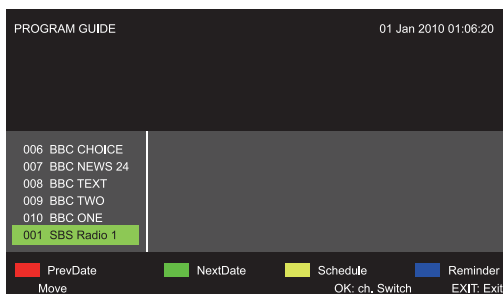 PROGRAM GUIDE 01 Jan 2010 01:06:20
006 BBC CHOICE
007 BBC NEWS 24
008 BBC TEXT
009 BBC TWO
010 BBC ONE
001 SBS Radio 1
PrevDate NextDate Schedule Reminder
Move OK: ch. Switch EXIT: Exit